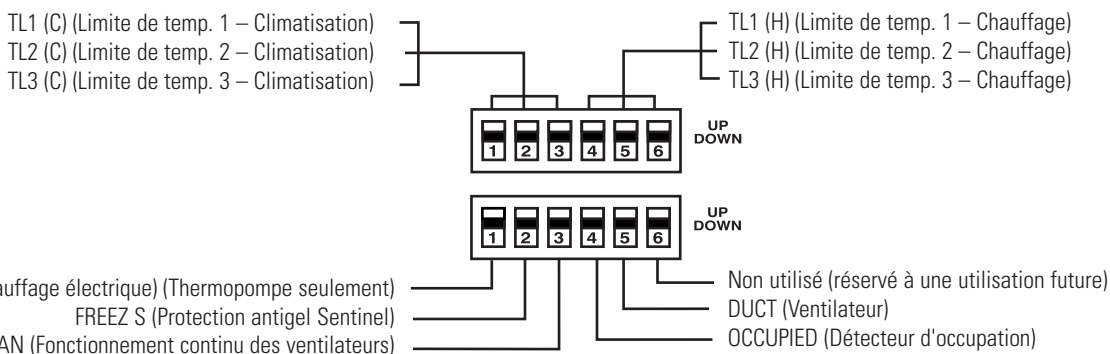 TL1 (C) (Limite de temp. 1 – Climatisation)
TL2 (C) (Limite de temp. 2 – Climatisation)
TL3 (C) (Limite de temp. 3 – Climatisation)
TL1 (H) (Limite de temp. 1 – Chauffage)
TL2 (H) (Limite de temp. 2 – Chauffage)
TL3 (H) (Limite de temp. 3 – Chauffage)
1 2 3 4 5 6
UP
DOWN
1 2 3 4 5 6
UP
DOWN
électrique) (Thermopompe seulement)
FREEZ S (Protection antigel Sentinel)
(Fonctionnement continu des ventilateurs)
Non utilisé (réservé à une utilisation future)
DUCT (Ventilateur)
OCCUPIED (Détecteur d'occupation)